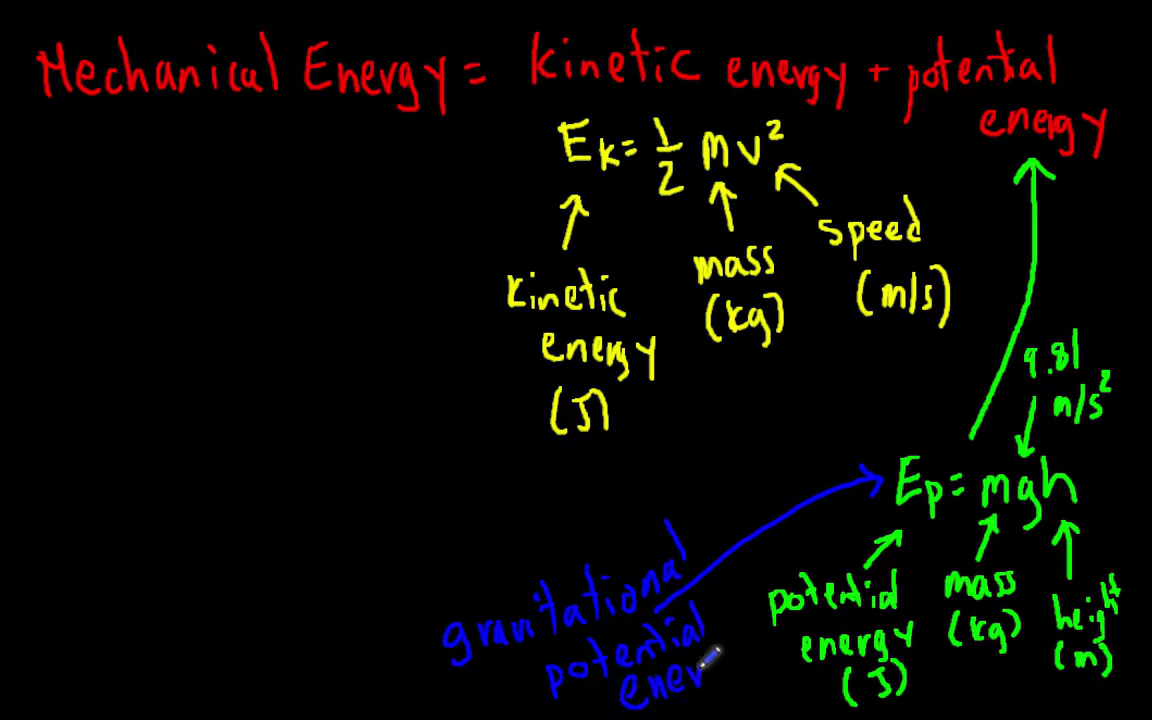 Mechanical Energy = kinetic energy + potential
energy
Ek = 1/2 mv²
kinetic
energy
(J)
mass
(kg)
speed
(m/s)
9.81
m/s²
Ep = mgh
potential
energy
(J)
mass
(kg)
height
(m)
gravitational
potential
ener